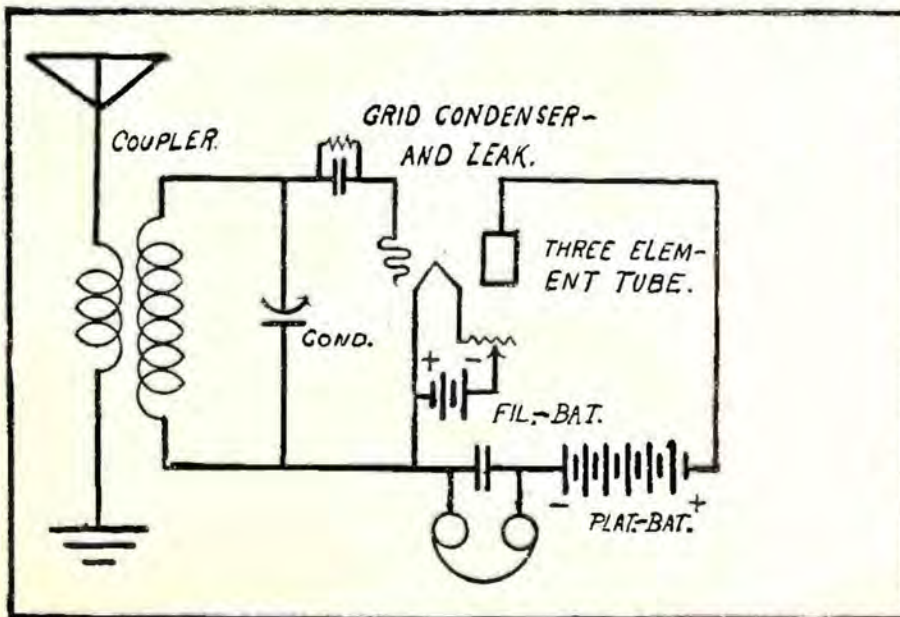 COUPLER.
GRID CONDENSER-
AND LEAK.
THREE ELEM-
ENT TUBE.
COND.
+ -
FIL.-BAT.
- +
PLAT.-BAT.